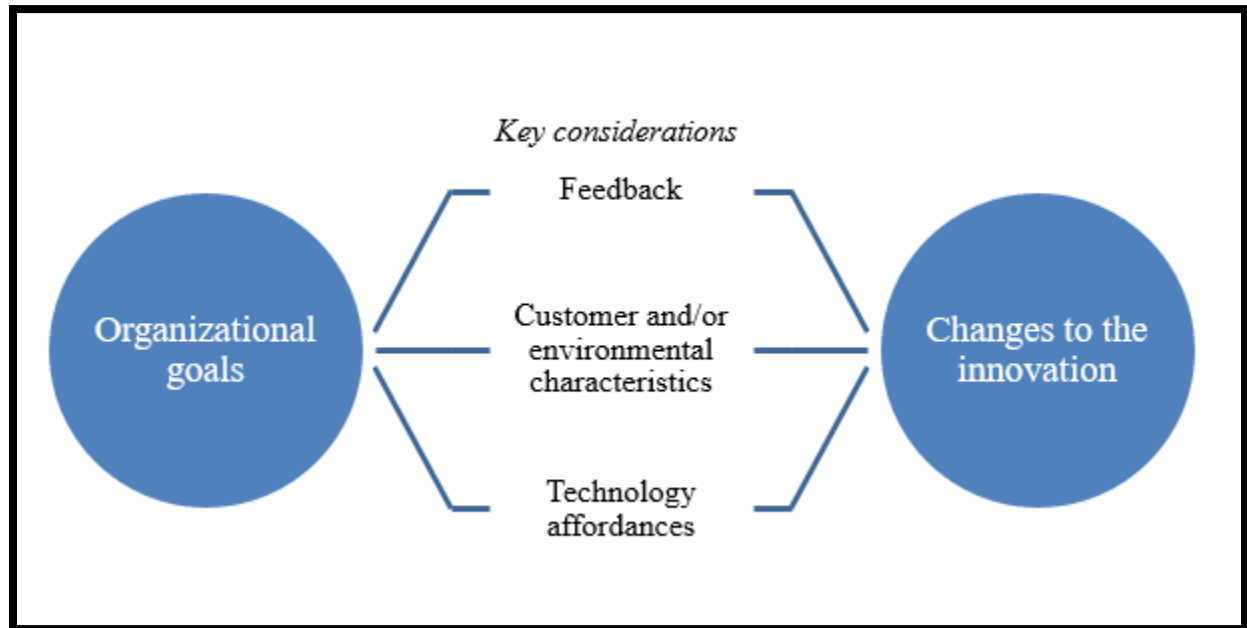 Key considerations
Feedback
Organizational
goals
Customer and/or
environmental
characteristics
Changes to the
innovation
Technology
affordances